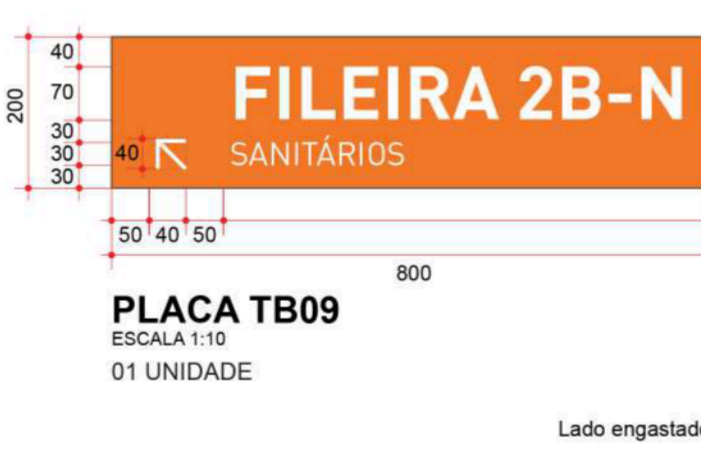 40
200
70
30
30
30
40
FILEIRA 2B-N
SANITÁRIOS
50 40 50
800
PLACA TB09
ESCALA 1:10
01 UNIDADE
Lado engastado